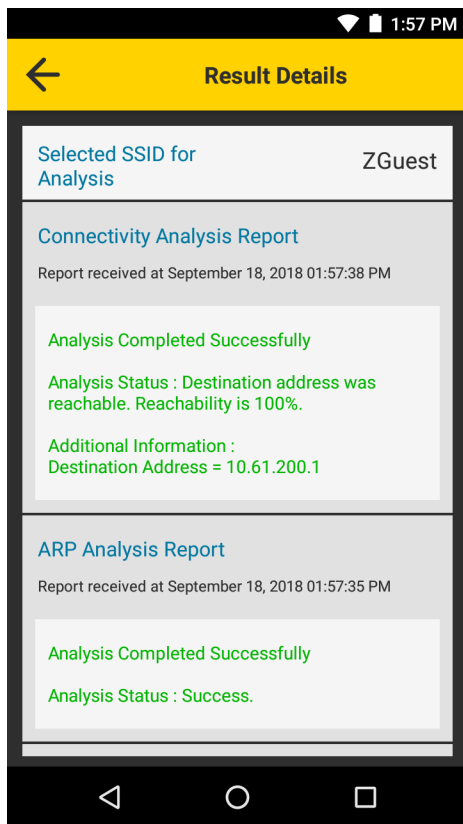 1:57 PM
Result Details
Selected SSID for
Analysis
ZGuest
Connectivity Analysis Report
Report received at September 18, 2018 01:57:38 PM
Analysis Completed Successfully
Analysis Status : Destination address was
reachable. Reachability is 100%.
Additional Information :
Destination Address = 10.61.200.1
ARP Analysis Report
Report received at September 18, 2018 01:57:35 PM
Analysis Completed Successfully
Analysis Status : Success.